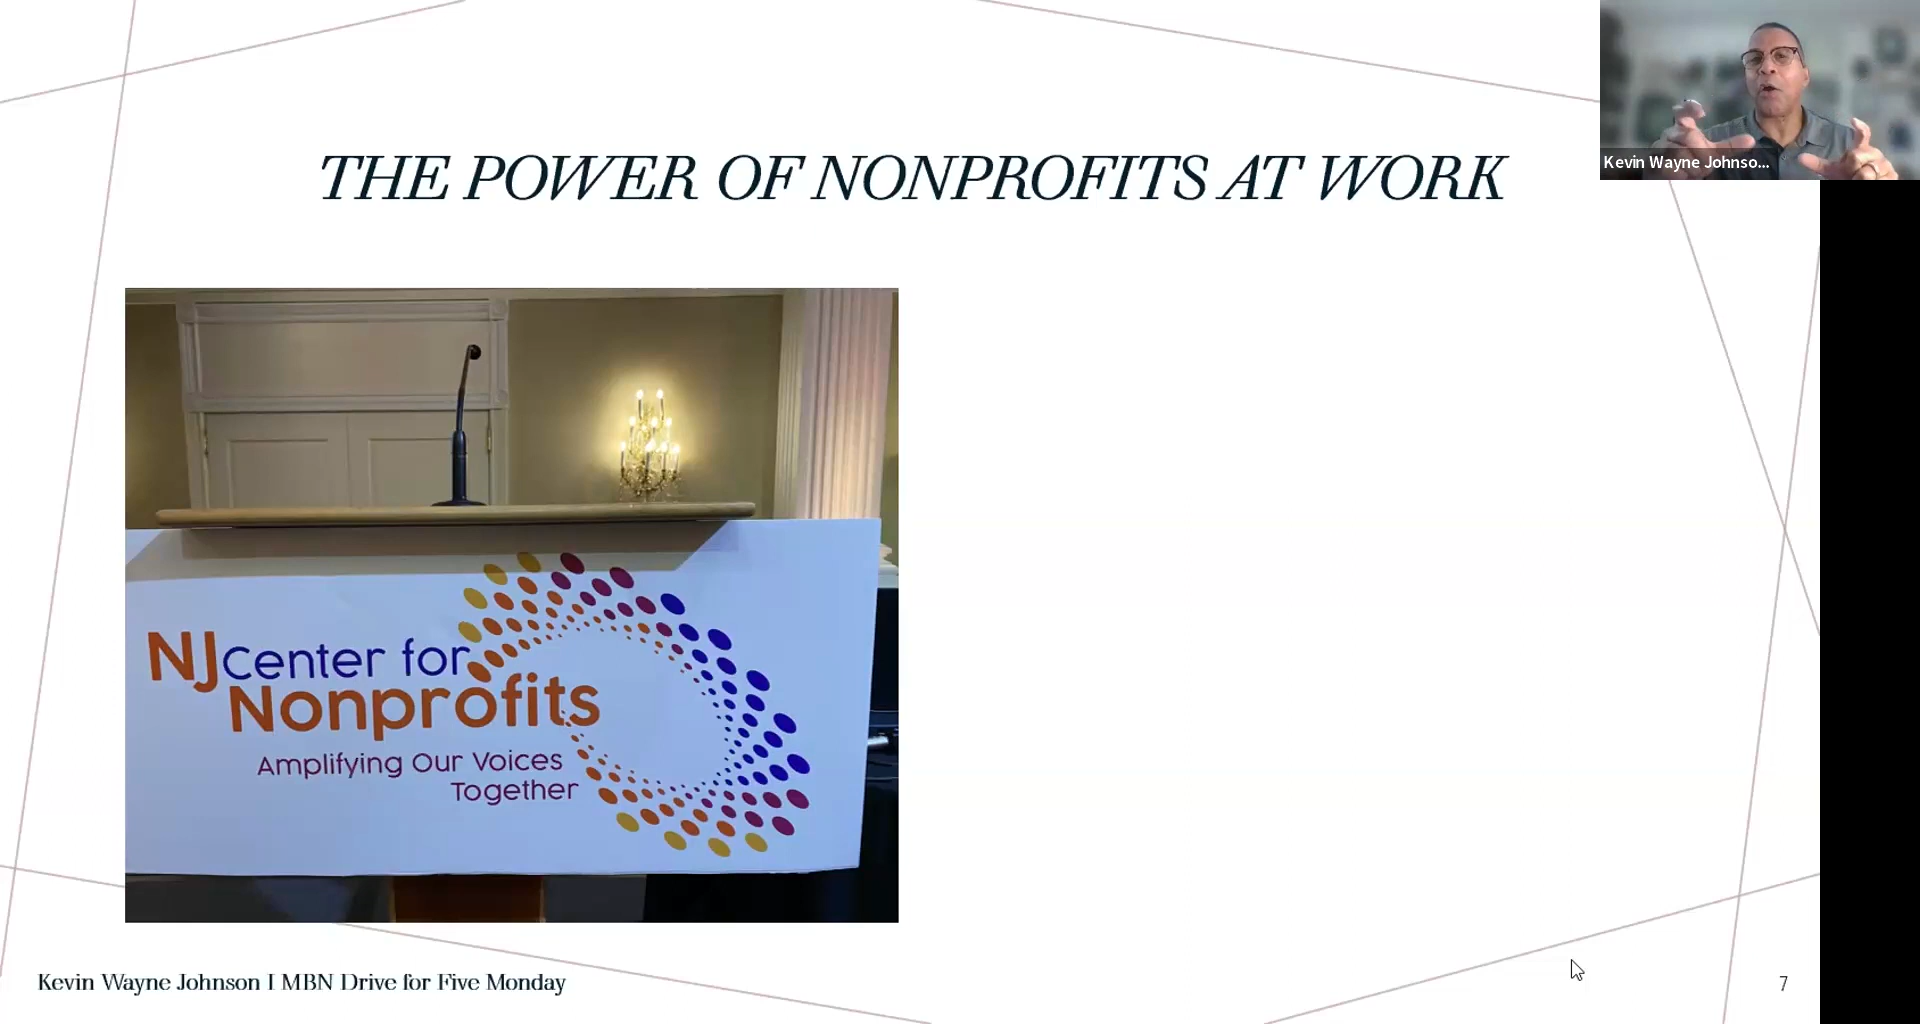 THE POWER OF NONPROFITS AT WORK
Kevin Wayne Johnso...
NJ center for
Nonprofits
Amplifying Our Voices
Together
Kevin Wayne Johnson I MBN Drive for Five Monday
7